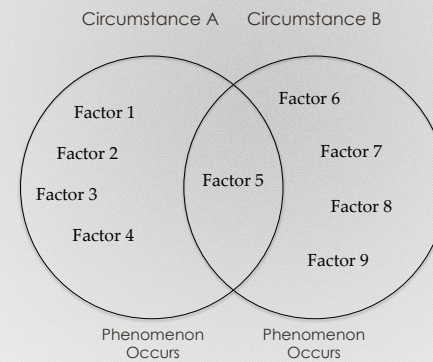 Circumstance A
Circumstance B
Factor 1
Factor 2
Factor 3
Factor 4
Factor 5
Factor 6
Factor 7
Factor 8
Factor 9
Phenomenon
Occurs
Phenomenon
Occurs